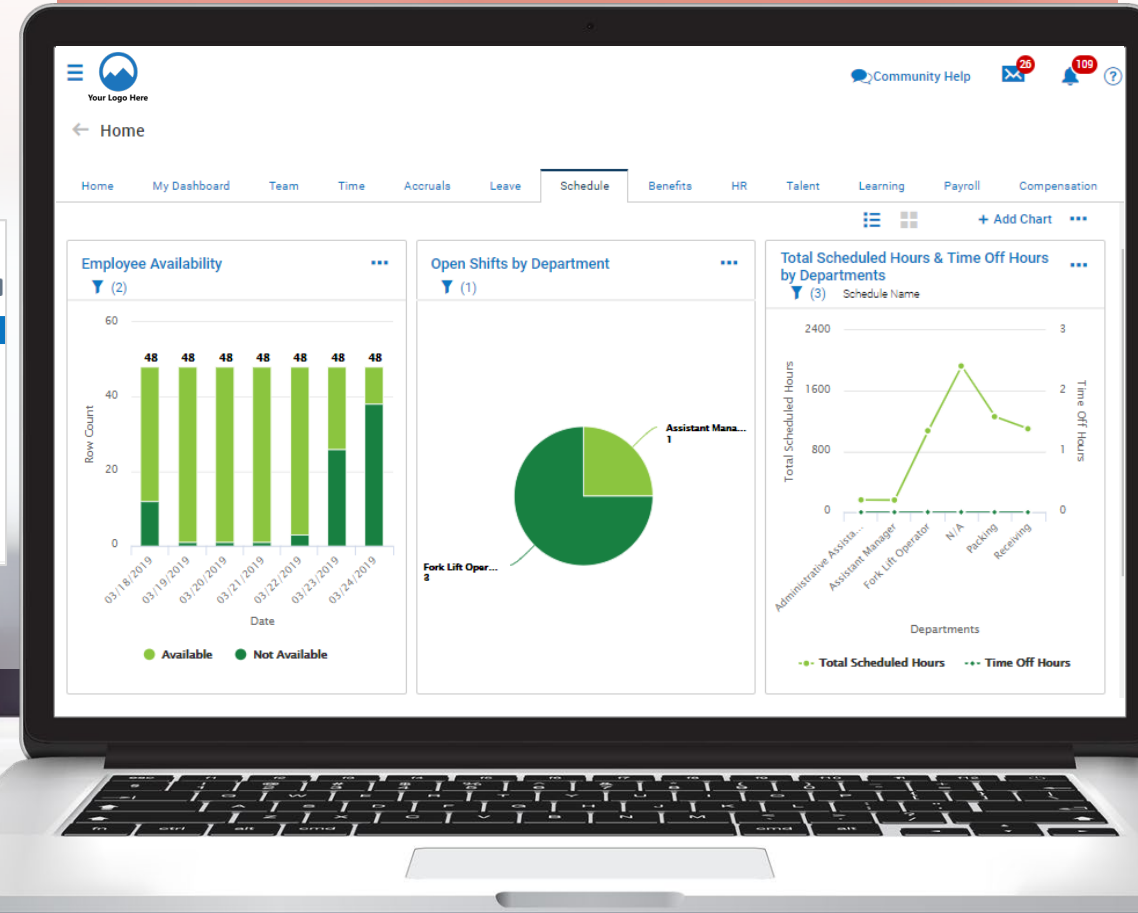 Your Logo Here
Community Help
26
109
?
Home
Home My Dashboard Team Time Accruals Leave Schedule Benefits HR Talent Learning Payroll Compensation
+ Add Chart
Employee Availability
(2)
60
40
20
0
Row Count
48 48 48 48 48 48 48
03/18/2019 03/19/2019 03/20/2019 03/21/2019 03/22/2019 03/23/2019 03/24/2019
Date
Available Not Available
Open Shifts by Department
(1)
Assistant Mana...
1
Fork Lift Oper...
3
Total Scheduled Hours & Time Off Hours
by Departments
(3) Schedule Name
2400
1600
800
0
Total Scheduled Hours
3
2
1
0
Time Off Hours
Administrative Assista... Assistant Manager Fork Lift Operator N/A Packing Receiving
Departments
Total Scheduled Hours Time Off Hours
fn ctrl alt cmd cmd alt